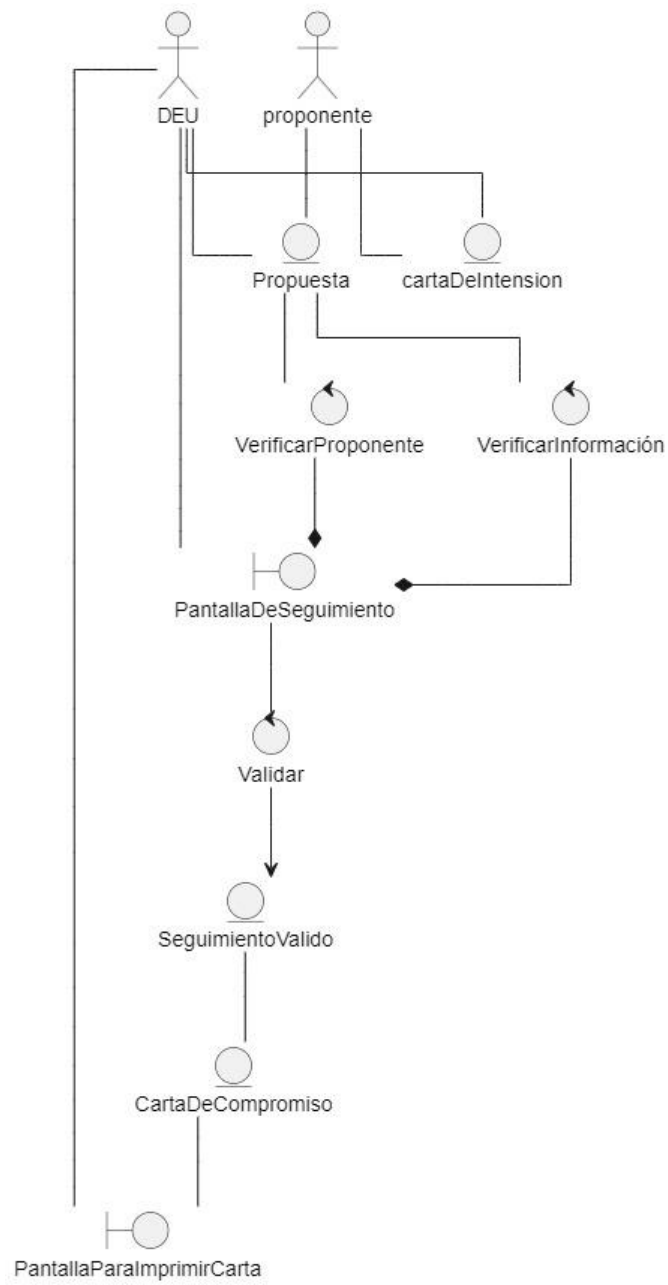 DEU
proponente
Propuesta
cartaDeIntension
VerificarProponente
VerificarInformación
PantallaDeSeguimiento
Validar
SeguimientoValido
CartaDeCompromiso
PantallaParaImprimirCarta